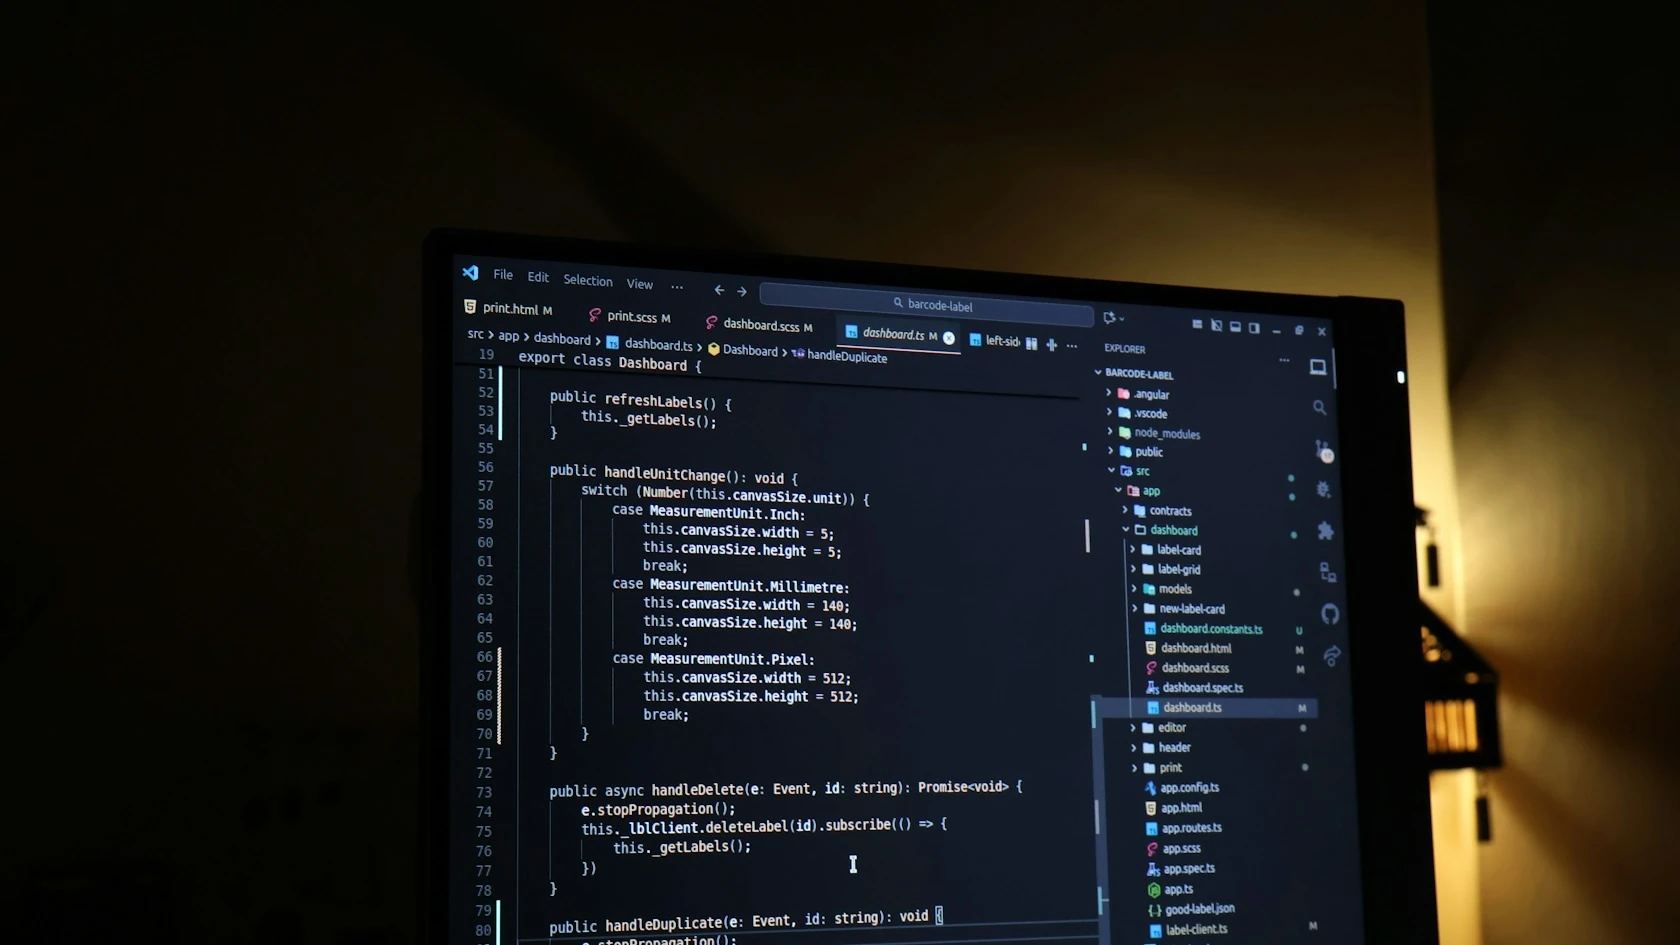 File Edit Selection View ...
barcode-label
print.html M
print.scss M
dashboard.scss M
dashboard.ts M
left-sid
src > app > dashboard > dashboard.ts > Dashboard > handleDuplicate
19 export class Dashboard {
51
52 public refreshLabels() {
53 this._getLabels();
54 }
55
56 public handleUnitChange(): void {
57 switch (Number(this.canvasSize.unit)) {
58 case MeasurementUnit.Inch:
59 this.canvasSize.width = 5;
60 this.canvasSize.height = 5;
61 break;
62 case MeasurementUnit.Millimetre:
63 this.canvasSize.width = 140;
64 this.canvasSize.height = 140;
65 break;
66 case MeasurementUnit.Pixel:
67 this.canvasSize.width = 512;
68 this.canvasSize.height = 512;
69 break;
70 }
71 }
72
73 public async handleDelete(e: Event, id: string): Promise<void> {
74 e.stopPropagation();
75 this._lblClient.deleteLabel(id).subscribe(() => {
76 this._getLabels();
77 })
78 }
79
80 public handleDuplicate(e: Event, id: string): void {
e.stopPropagation();
EXPLORER ...
BARCODE-LABEL
.angular
.vscode
node_modules
public
src
app
contracts
dashboard
label-card
label-grid
models
new-label-card
dashboard.constants.ts U
dashboard.html M
dashboard.scss M
dashboard.spec.ts
dashboard.ts M
editor
header
print
app.config.ts
app.html
app.routes.ts
app.scss
app.spec.ts
app.ts
good-label.json
label-client.ts M